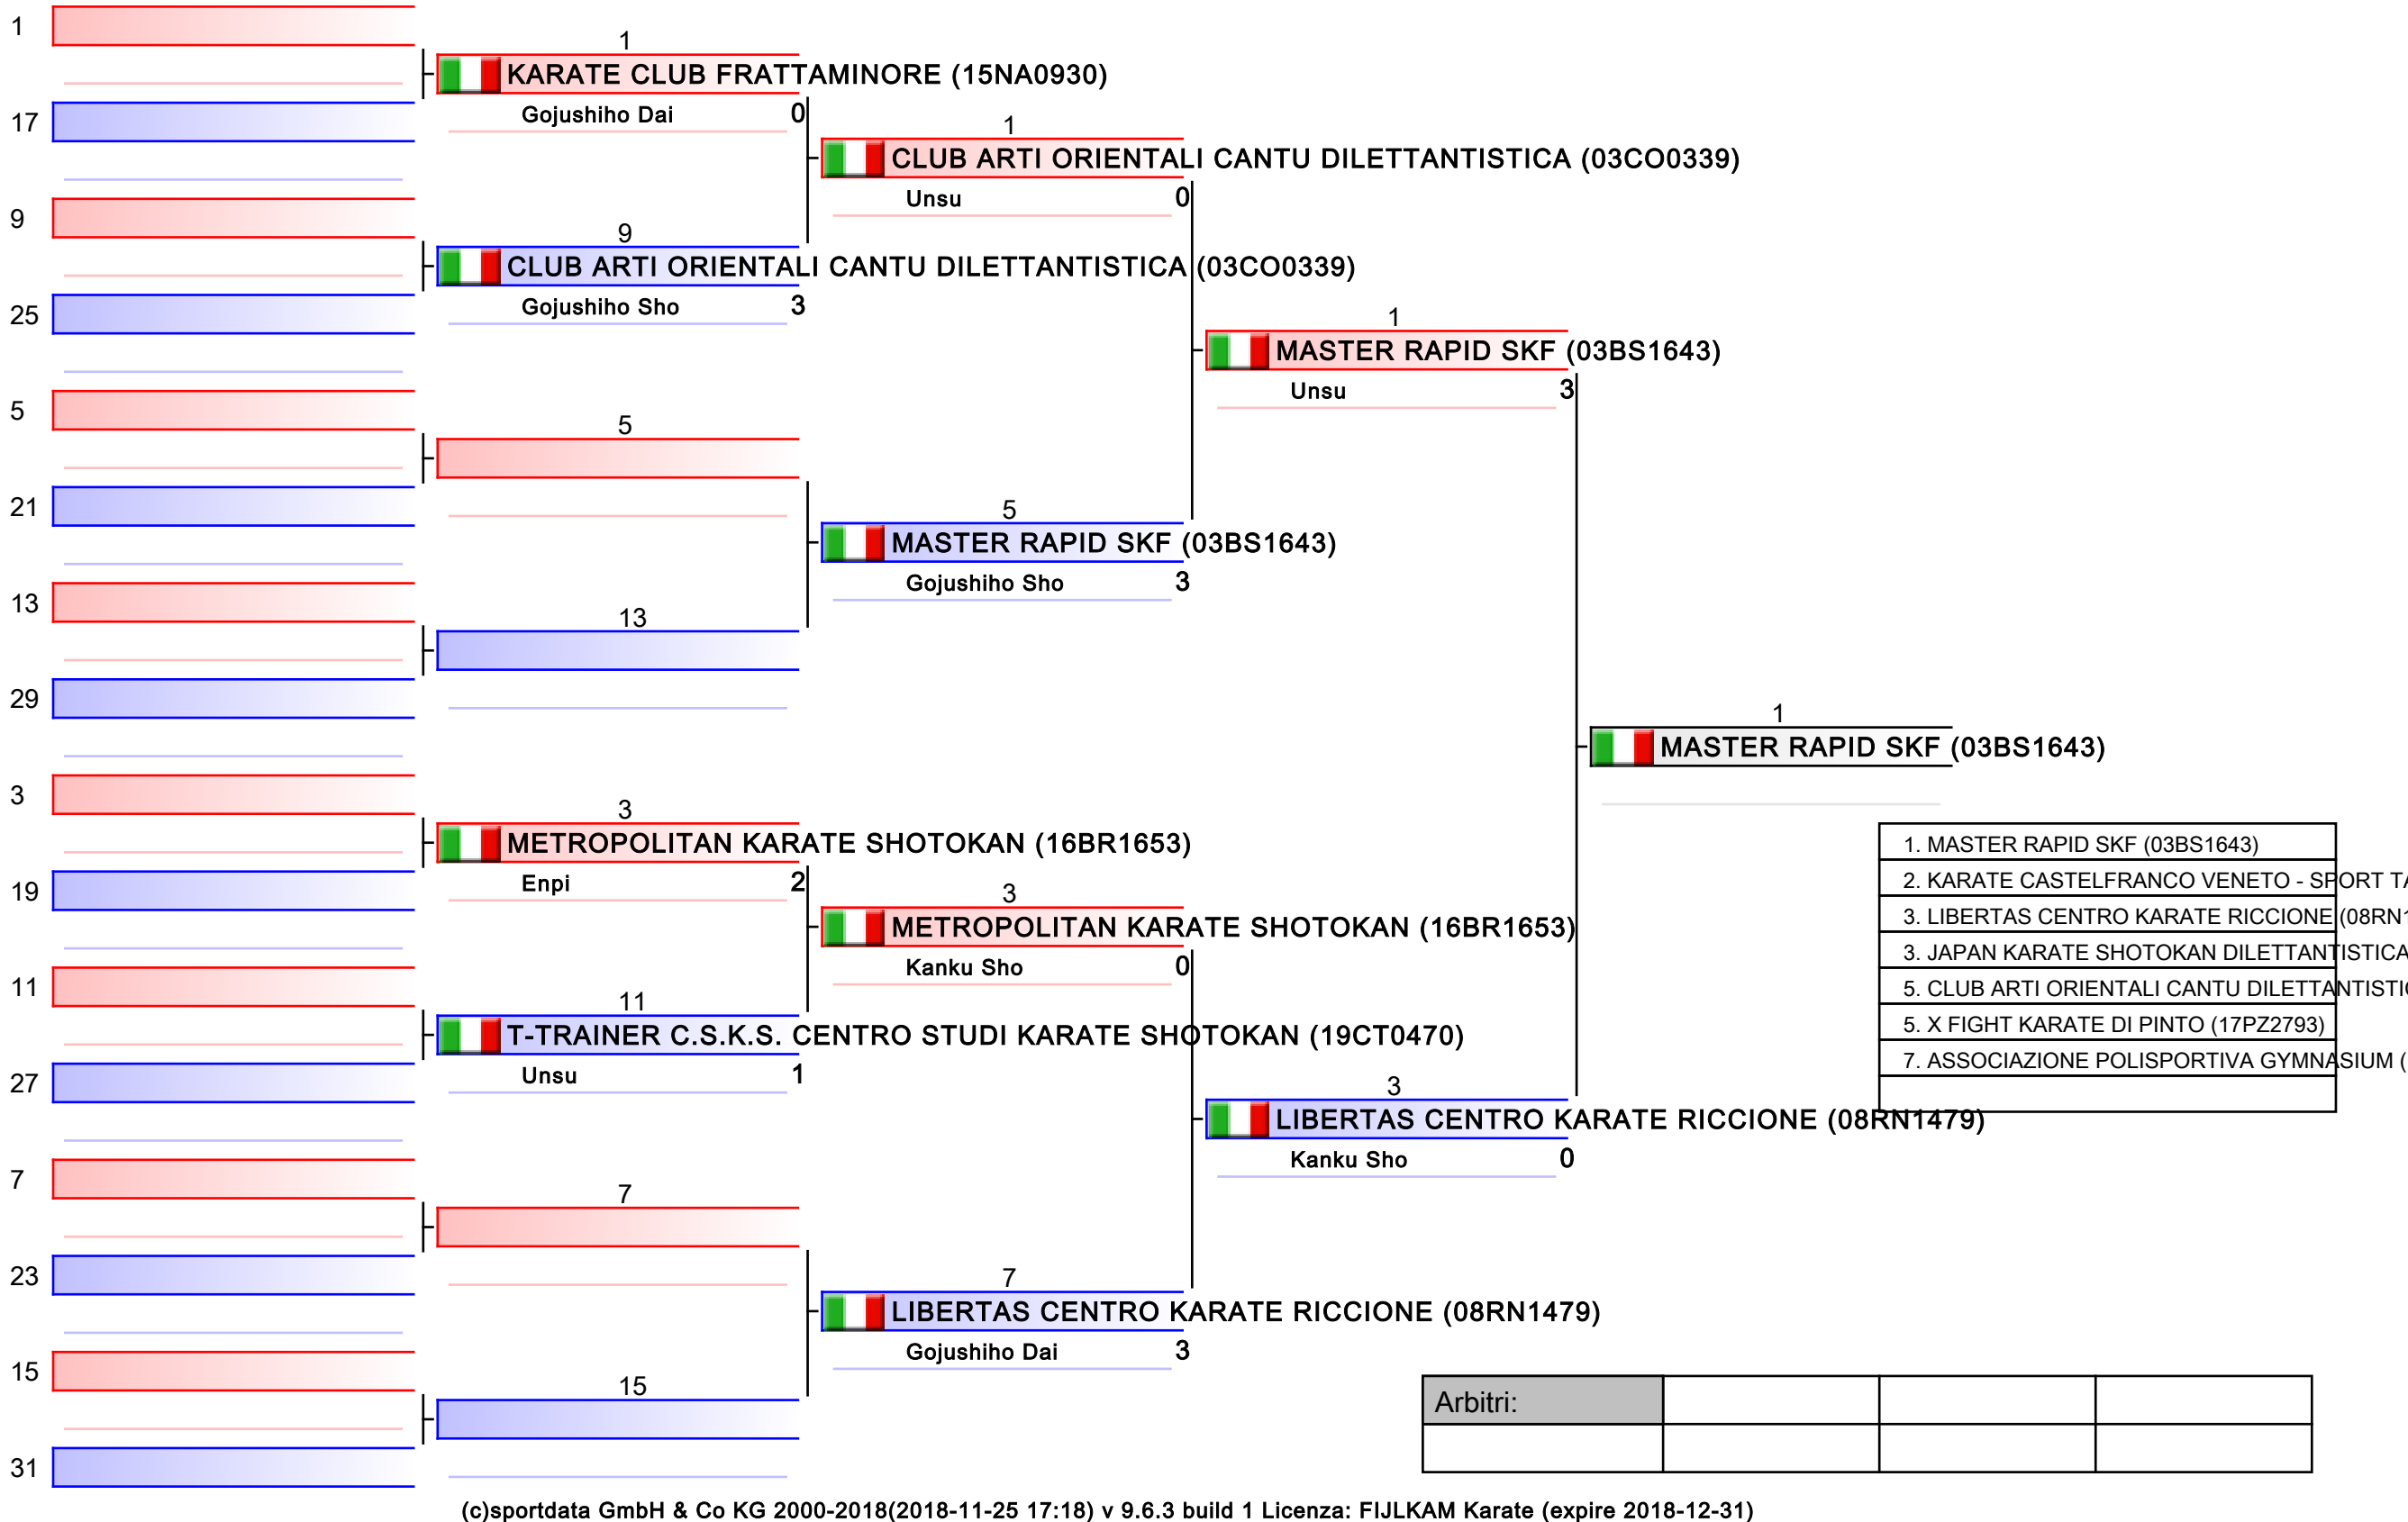 1
1
KARATE CLUB FRATTAMINORE (15NA0930)
Gojushiho Dai 0
17
1
CLUB ARTI ORIENTALI CANTU DILETTANTISTICA (03CO0339)
Unsu 0
9
9
CLUB ARTI ORIENTALI CANTU DILETTANTISTICA (03CO0339)
Gojushiho Sho 3
25
1
MASTER RAPID SKF (03BS1643)
Unsu 3
5
5
21
5
MASTER RAPID SKF (03BS1643)
Gojushiho Sho 3
13
13
29
1
MASTER RAPID SKF (03BS1643)
3
3
METROPOLITAN KARATE SHOTOKAN (16BR1653)
Enpi 2
19
3
METROPOLITAN KARATE SHOTOKAN (16BR1653)
Kanku Sho 0
11
11
T-TRAINER C.S.K.S. CENTRO STUDI KARATE SHOTOKAN (19CT0470)
Unsu 1
27
3
LIBERTAS CENTRO KARATE RICCIONE (08RN1479)
Kanku Sho 0
7
7
23
7
LIBERTAS CENTRO KARATE RICCIONE (08RN1479)
Gojushiho Dai 3
15
15
31
1. MASTER RAPID SKF (03BS1643)
2. KARATE CASTELFRANCO VENETO - SPORT TA
3. LIBERTAS CENTRO KARATE RICCIONE (08RN1
3. JAPAN KARATE SHOTOKAN DILETTANTISTICA
5. CLUB ARTI ORIENTALI CANTU DILETTANTISTIC
5. X FIGHT KARATE DI PINTO (17PZ2793)
7. ASSOCIAZIONE POLISPORTIVA GYMNASIUM (
Arbitri:
(c)sportdata GmbH & Co KG 2000-2018(2018-11-25 17:18) v 9.6.3 build 1 Licenza: FIJLKAM Karate (expire 2018-12-31)